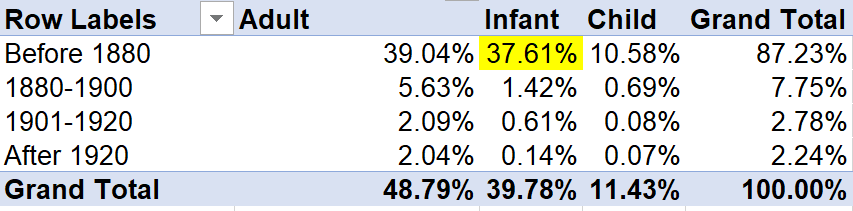 Row Labels Adult Infant Child Grand Total
Before 1880 39.04% 37.61% 10.58% 87.23%
1880-1900 5.63% 1.42% 0.69% 7.75%
1901-1920 2.09% 0.61% 0.08% 2.78%
After 1920 2.04% 0.14% 0.07% 2.24%
Grand Total 48.79% 39.78% 11.43% 100.00%